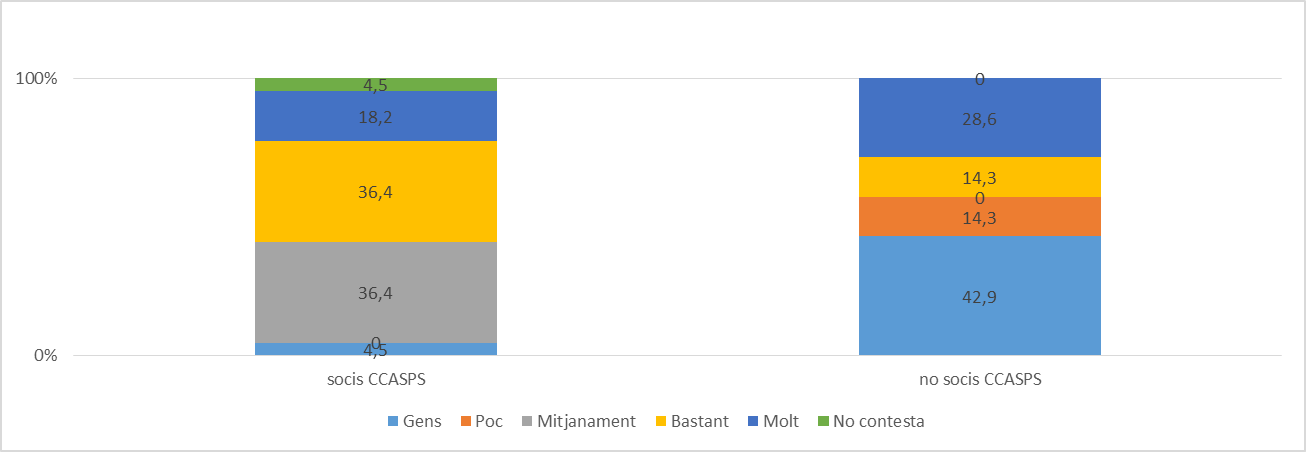 100%
4,5
18,2
36,4
36,4
0
4,5
0
28,6
14,3
0
14,3
42,9
0%
socis CCASPS
no socis CCASPS
Gens
Poc
Mitjanament
Bastant
Molt
No contesta